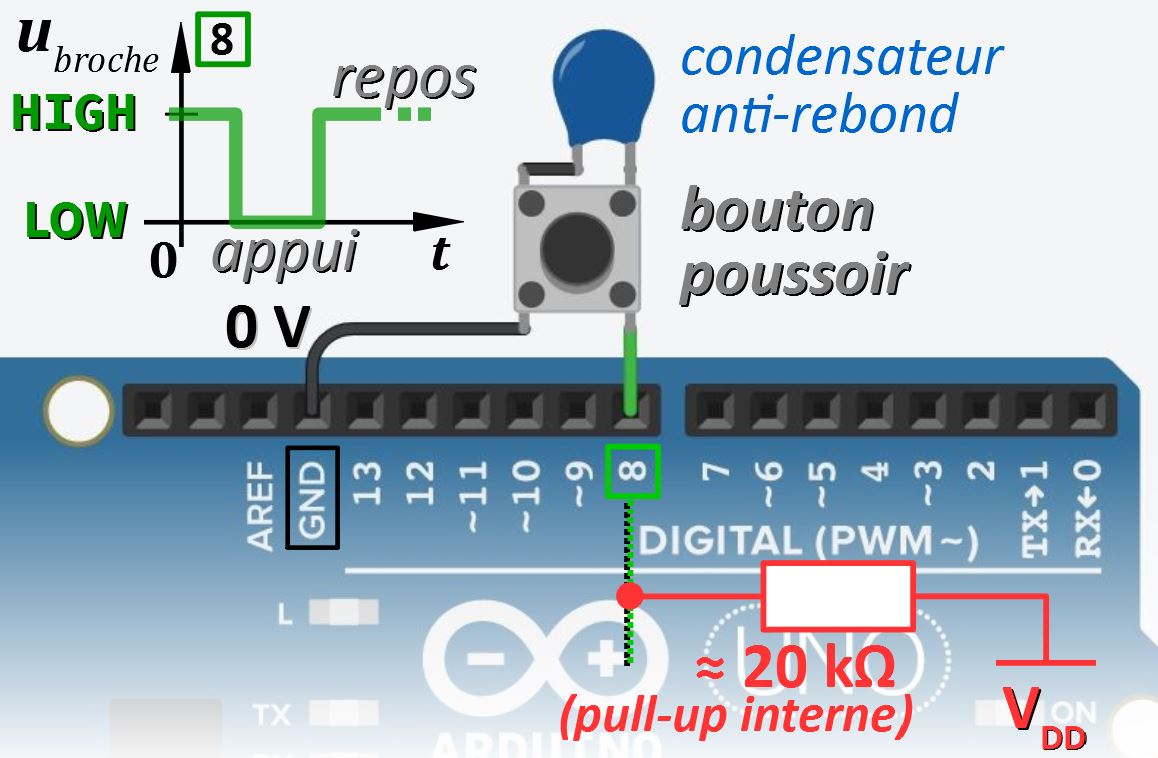 u broche 8
HIGH
repos
LOW
0
appui
t
condensateur
anti-rebond
bouton
poussoir
0 V
AREF
GND
13
12
~11
~10
~9
8
7
~6
~5
4
~3
2
TX→1
RX←0
DIGITAL (PWM ~)
L
UNO
≈ 20 kΩ
(pull-up interne)
V DD
TX
ON
ARDUINO